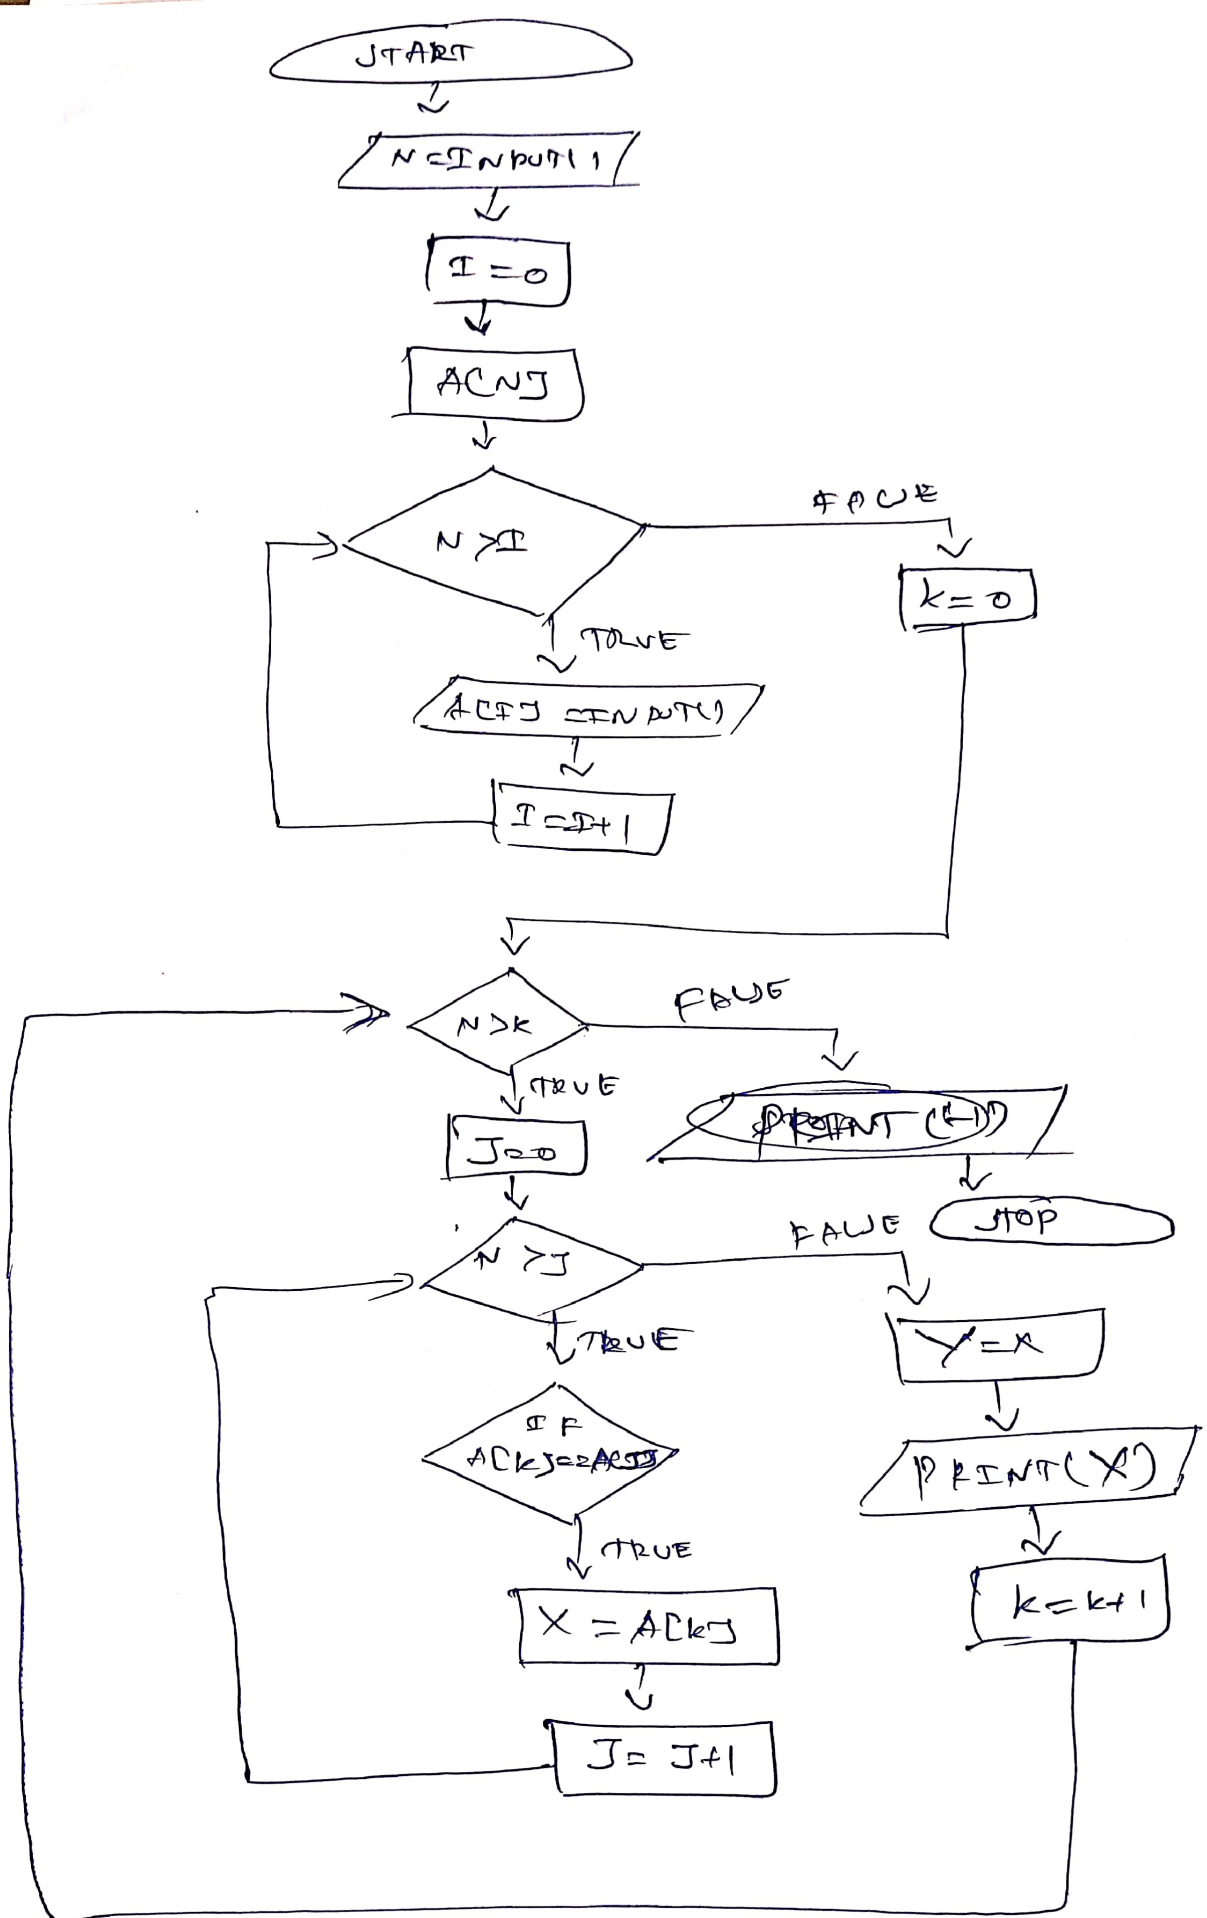 START
N=INPUT()
I=0
A[N]
N>I
FALSE
K=0
TRUE
A[I]=INPUT()
I=I+1
N>K
FALSE
TRUE
J=0
PRINT(-1)
STOP
N>J
FALSE
TRUE
Y=X
IF
A[K]==A[J]
PRINT(X)
TRUE
K=K+1
X=A[K]
J=J+1